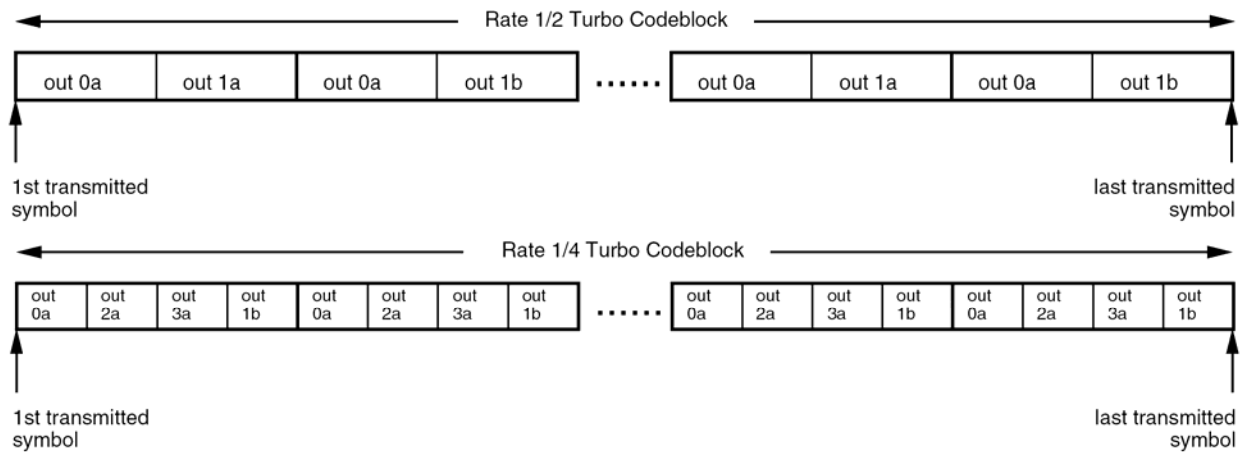 Rate 1/2 Turbo Codeblock
out 0a out 1a out 0a out 1b ...... out 0a out 1a out 0a out 1b
1st transmitted
symbol
last transmitted
symbol
Rate 1/4 Turbo Codeblock
out out out out out out out out ...... out out out out out out out out
0a 2a 3a 1b 0a 2a 3a 1b 0a 2a 3a 1b 0a 2a 3a 1b
1st transmitted
symbol
last transmitted
symbol